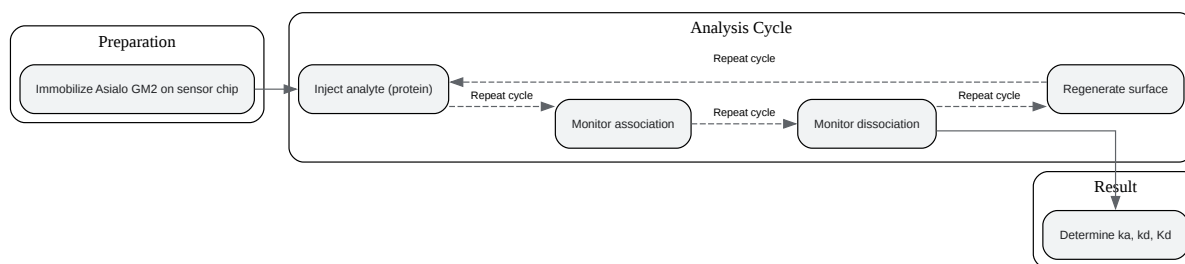 Preparation
Immobilize Asialo GM2 on sensor chip
Analysis Cycle
Repeat cycle
Inject analyte (protein)
Repeat cycle
Monitor association
Repeat cycle
Monitor dissociation
Repeat cycle
Regenerate surface
Result
Determine ka, kd, Kd